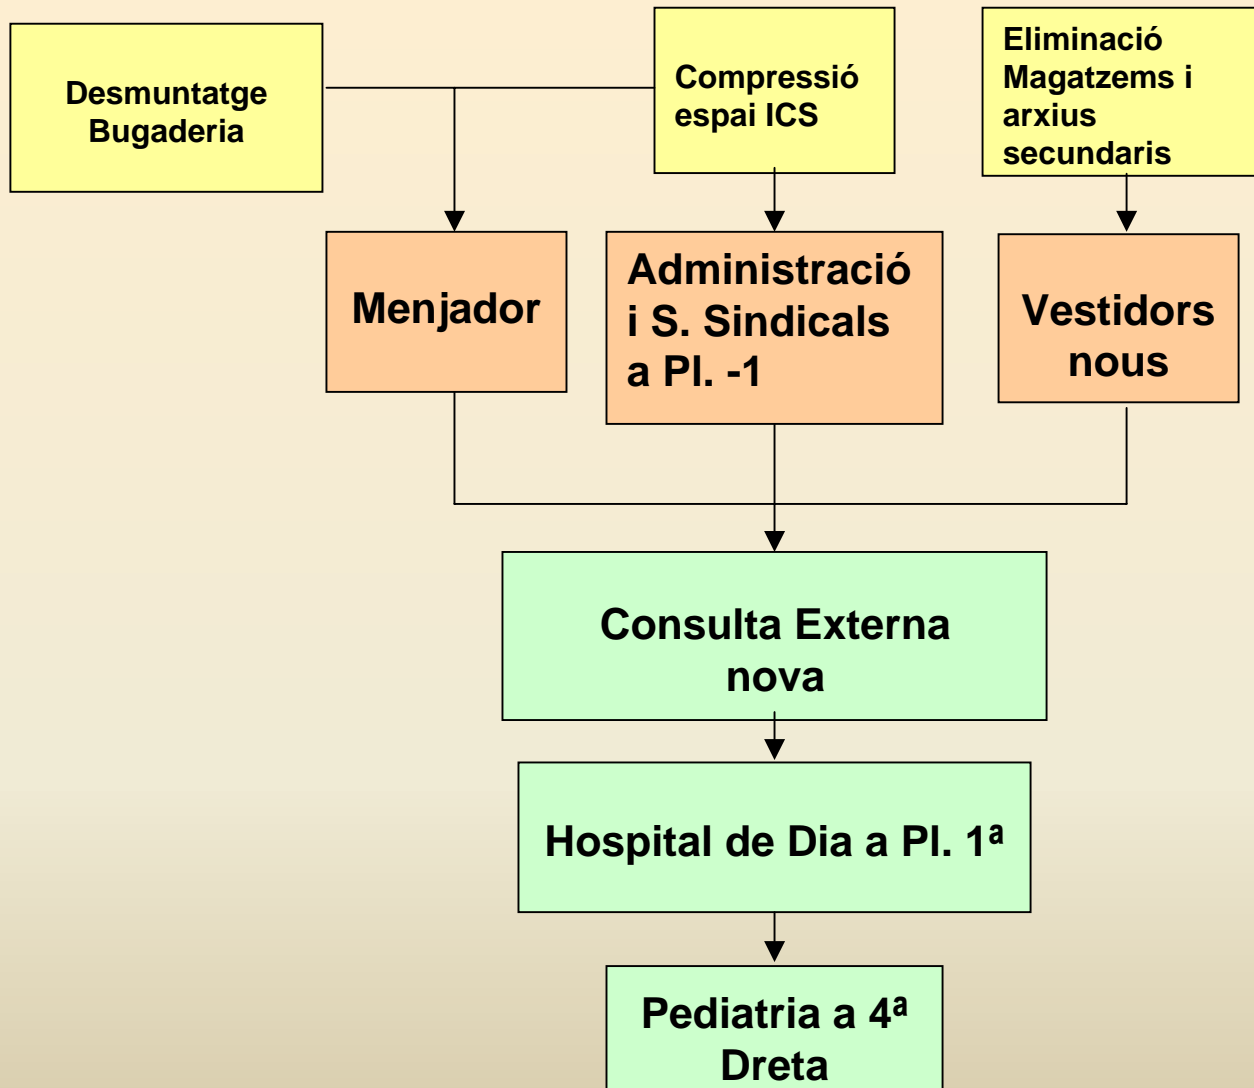 Desmuntatge
Bugaderia
Compressió
espai ICS
Eliminació
Magatzems i
arxius
secundaris
Menjador
Administració
i S. Sindicals
a Pl. -1
Vestidors
nous
Consulta Externa
nova
Hospital de Dia a Pl. 1ª
Pediatria a 4ª
Dreta